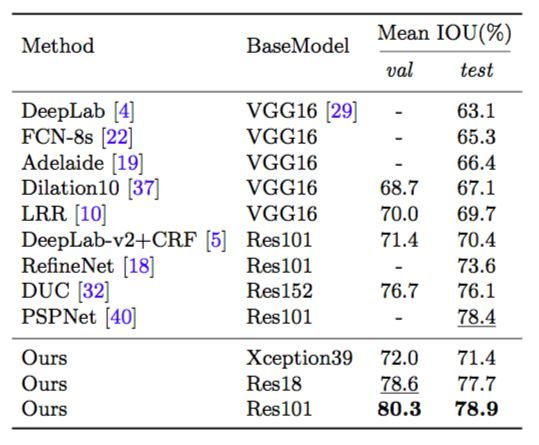 Method BaseModel Mean IOU(%)
val test
DeepLab [4] VGG16 [29] - 63.1
FCN-8s [22] VGG16 - 65.3
Adelaide [19] VGG16 - 66.4
Dilation10 [37] VGG16 68.7 67.1
LRR [10] VGG16 70.0 69.7
DeepLab-v2+CRF [5] Res101 71.4 70.4
RefineNet [18] Res101 - 73.6
DUC [32] Res152 76.7 76.1
PSPNet [40] Res101 - 78.4
Ours Xception39 72.0 71.4
Ours Res18 78.6 77.7
Ours Res101 80.3 78.9